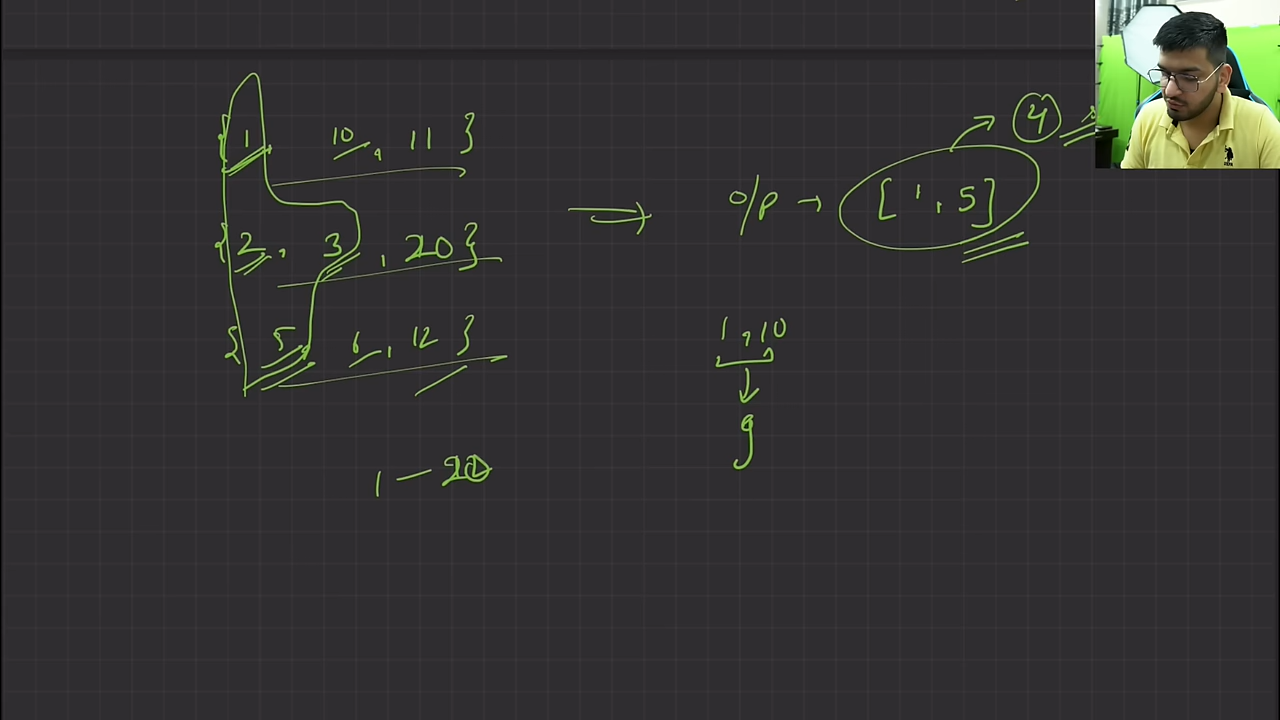 { 1 10, 11 }
{ 2, 3, 20 }
{ 5 6, 12 }
1 - 20
o/p → [ 1, 5 ]
4
1, 10
9